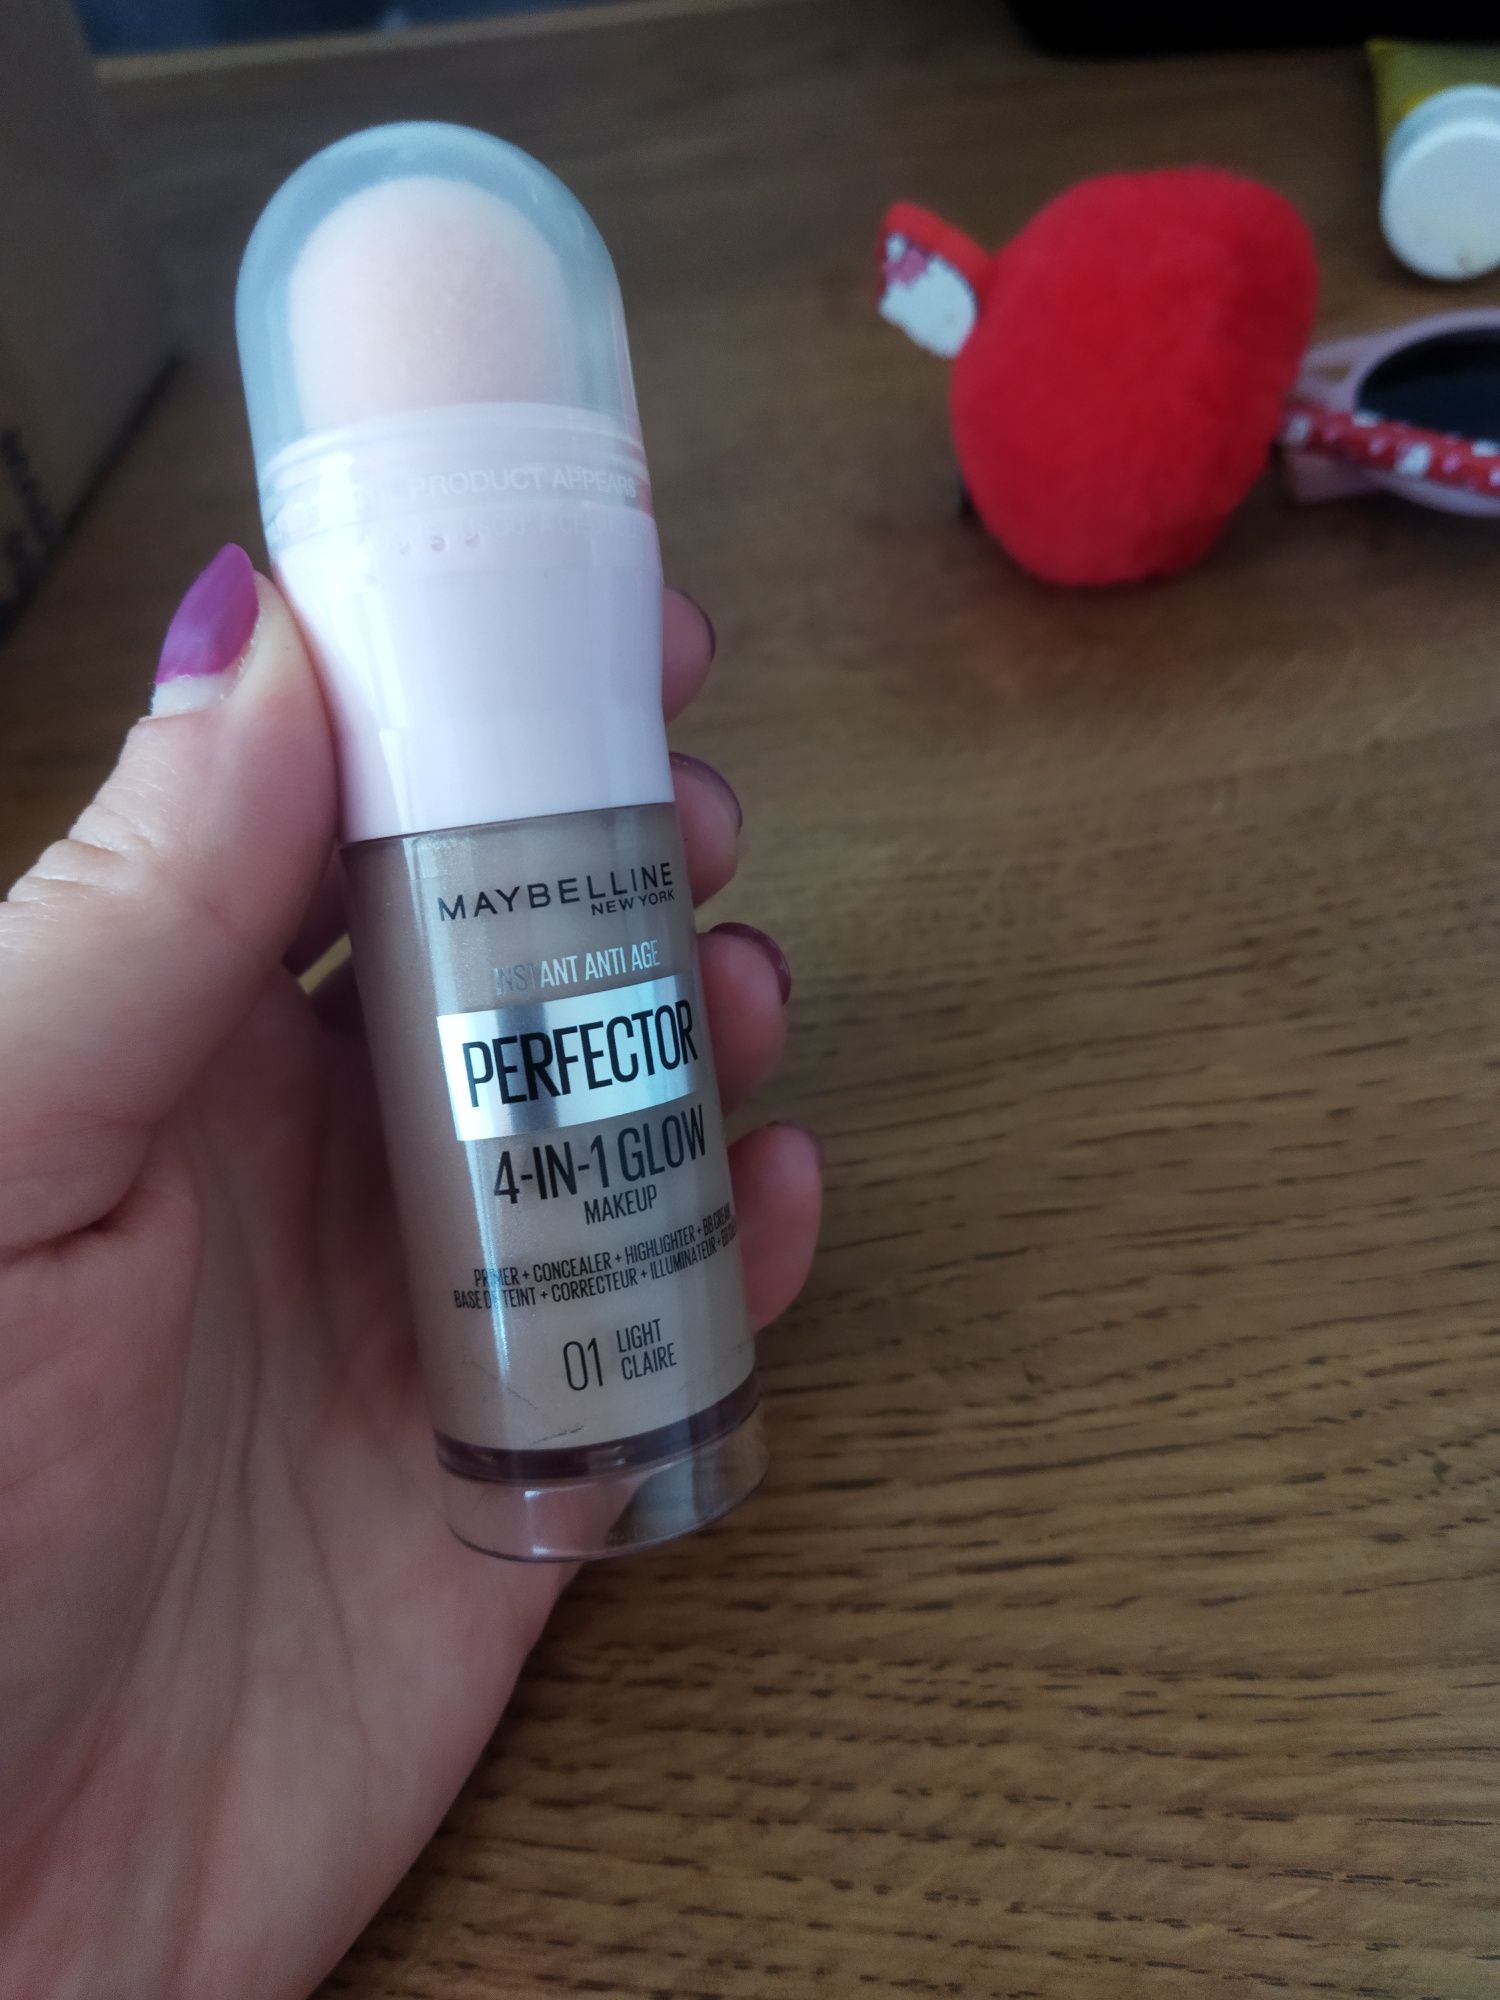 PRODUCT APPEARS
MAYBELLINE
NEW YORK
INSTANT ANTI AGE
PERFECTOR
4-IN-1 GLOW
MAKEUP
PRIMER + CONCEALER + HIGHLIGHTER + BB CREAM
BASE DE TEINT + CORRECTEUR + ILLUMINATEUR + BB
01 LIGHT
CLAIRE